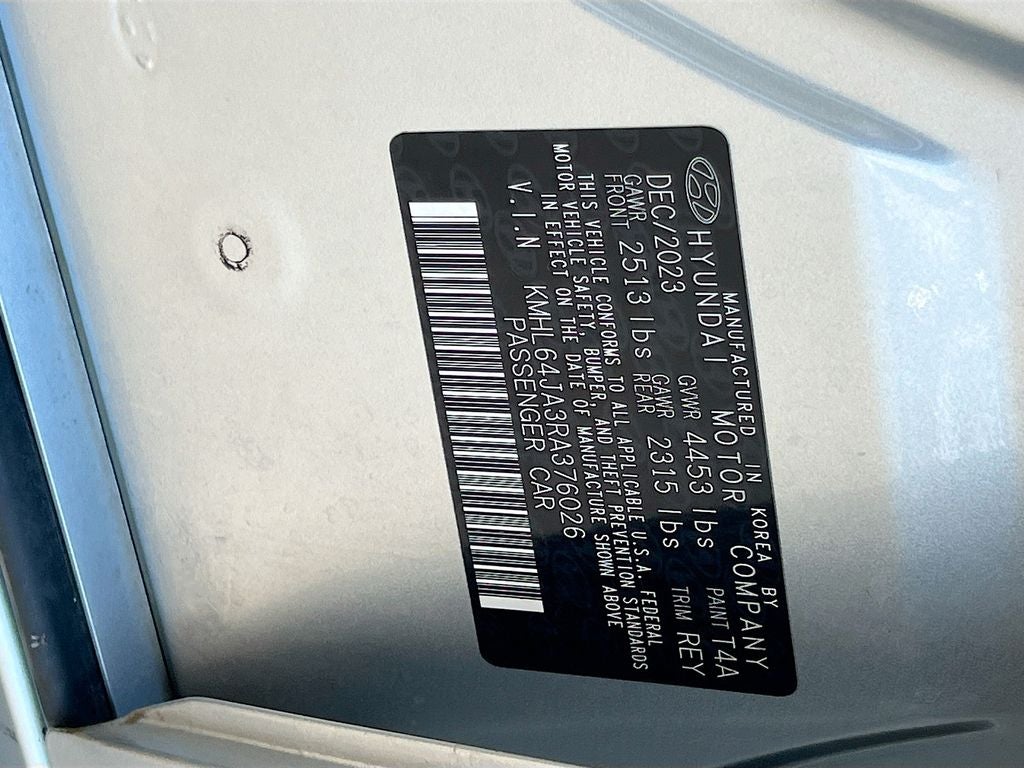 MANUFACTURED IN KOREA BY
HYUNDAI MOTOR COMPANY
DEC/2023 GVWR 4453 lbs PAINT T4A
GAWR FRONT 2513 lbs GAWR REAR 2315 lbs TRIM REY
THIS VEHICLE CONFORMS TO ALL APPLICABLE U.S.A. FEDERAL
MOTOR VEHICLE SAFETY, BUMPER, AND THEFT PREVENTION STANDARDS
IN EFFECT ON THE DATE OF MANUFACTURE SHOWN ABOVE
V.I.N KMHL64JA3RA376026
PASSENGER CAR